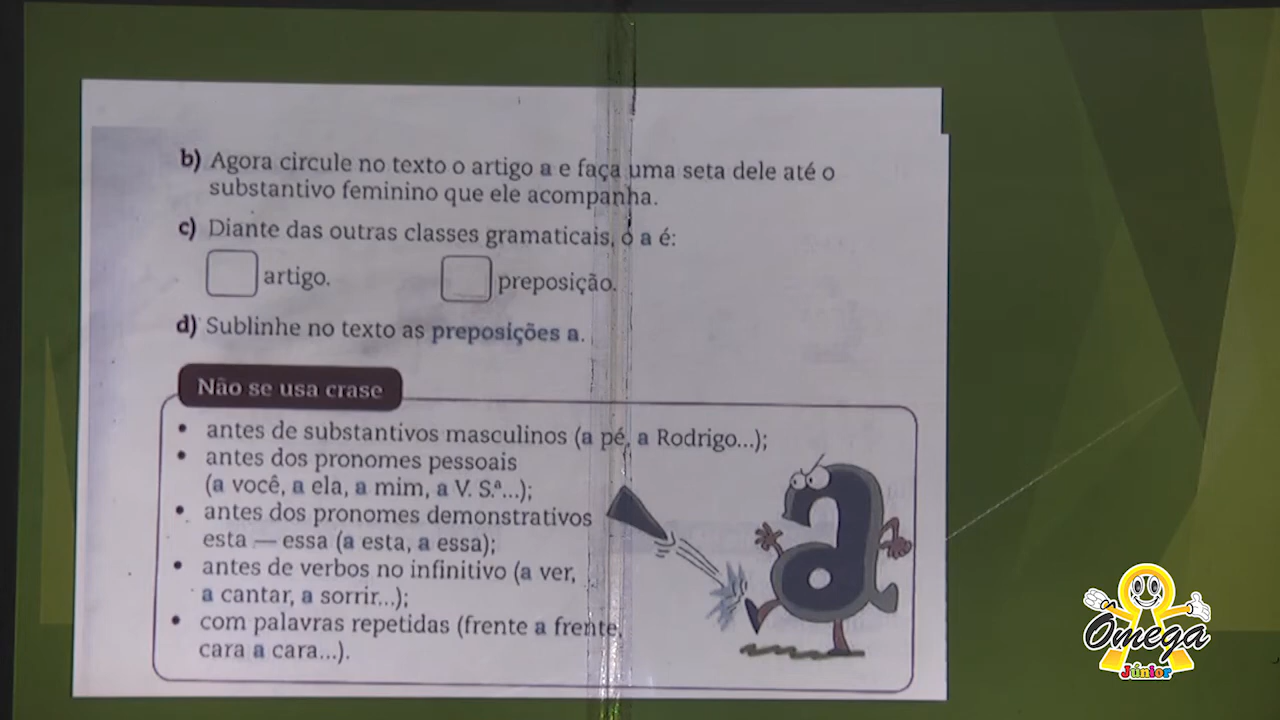 b) Agora circule no texto o artigo a e faça uma seta dele até o
substantivo feminino que ele acompanha.
c) Diante das outras classes gramaticais, o a é:
artigo. preposição.
d) Sublinhe no texto as preposições a.
Não se usa crase
• antes de substantivos masculinos (a pé, a Rodrigo...);
• antes dos pronomes pessoais
(a você, a ela, a mim, a V. S.ª...);
• antes dos pronomes demonstrativos
esta — essa (a esta, a essa);
• antes de verbos no infinitivo (a ver,
a cantar, a sorrir...);
• com palavras repetidas (frente a frente,
cara a cara...).
a
Ômega
Júnior